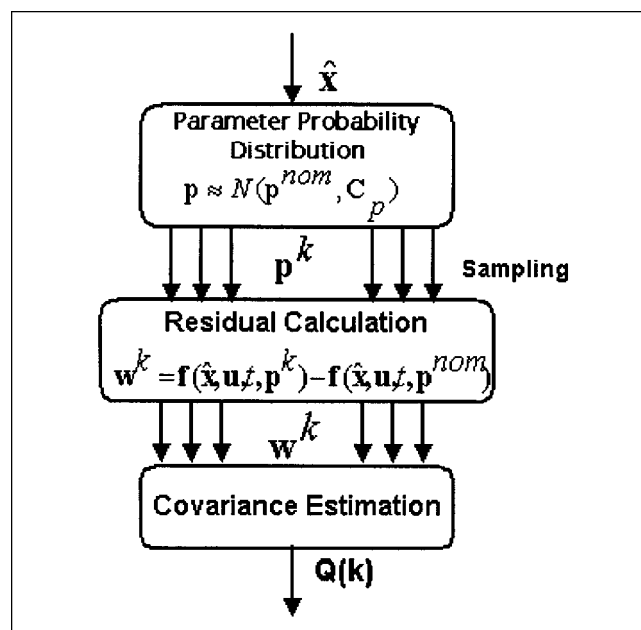 x̂
Parameter Probability
Distribution
p ≈ N(p^nom, C_p)
p^k
Sampling
Residual Calculation
w^k = f(x̂,u,t,p^k) − f(x̂,u,t,p^nom)
w^k
Covariance Estimation
Q(k)